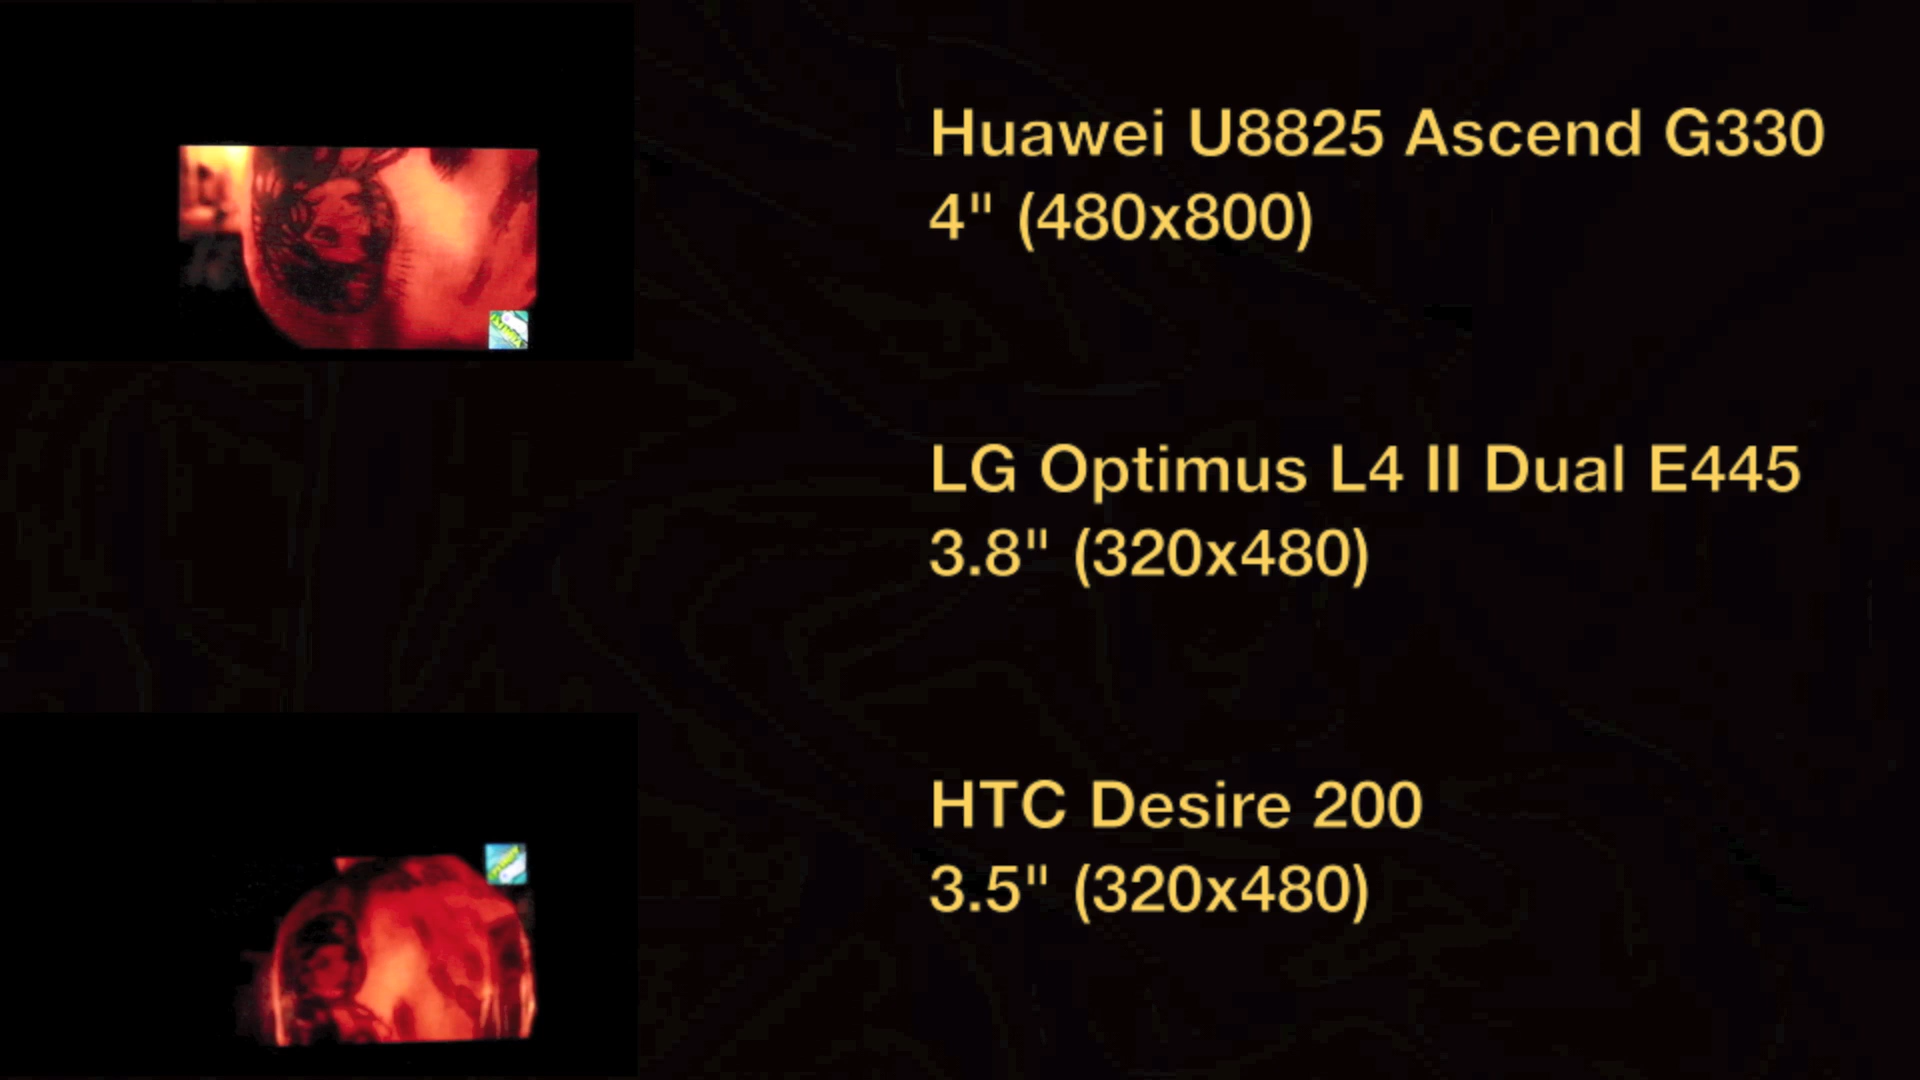 Huawei U8825 Ascend G330
4" (480x800)
LG Optimus L4 II Dual E445
3.8" (320x480)
HTC Desire 200
3.5" (320x480)